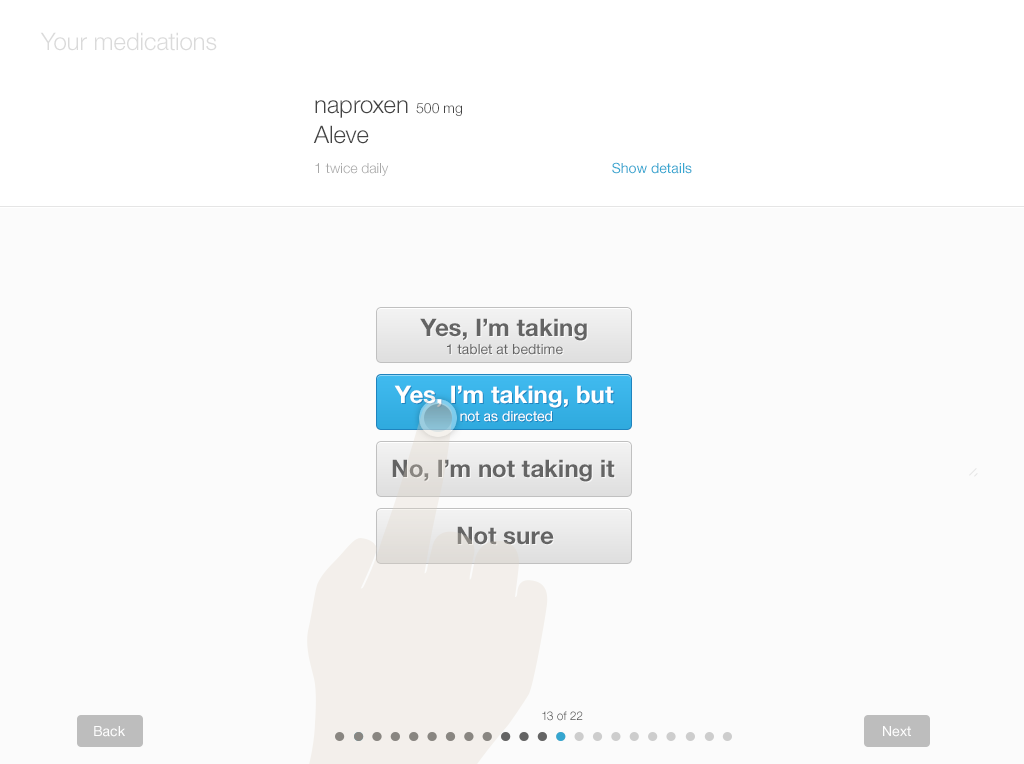 Your medications
naproxen 500 mg
Aleve
1 twice daily
Show details
Yes, I’m taking
1 tablet at bedtime
Yes, I’m taking, but
not as directed
No, I’m not taking it
Not sure
13 of 22
Back
Next